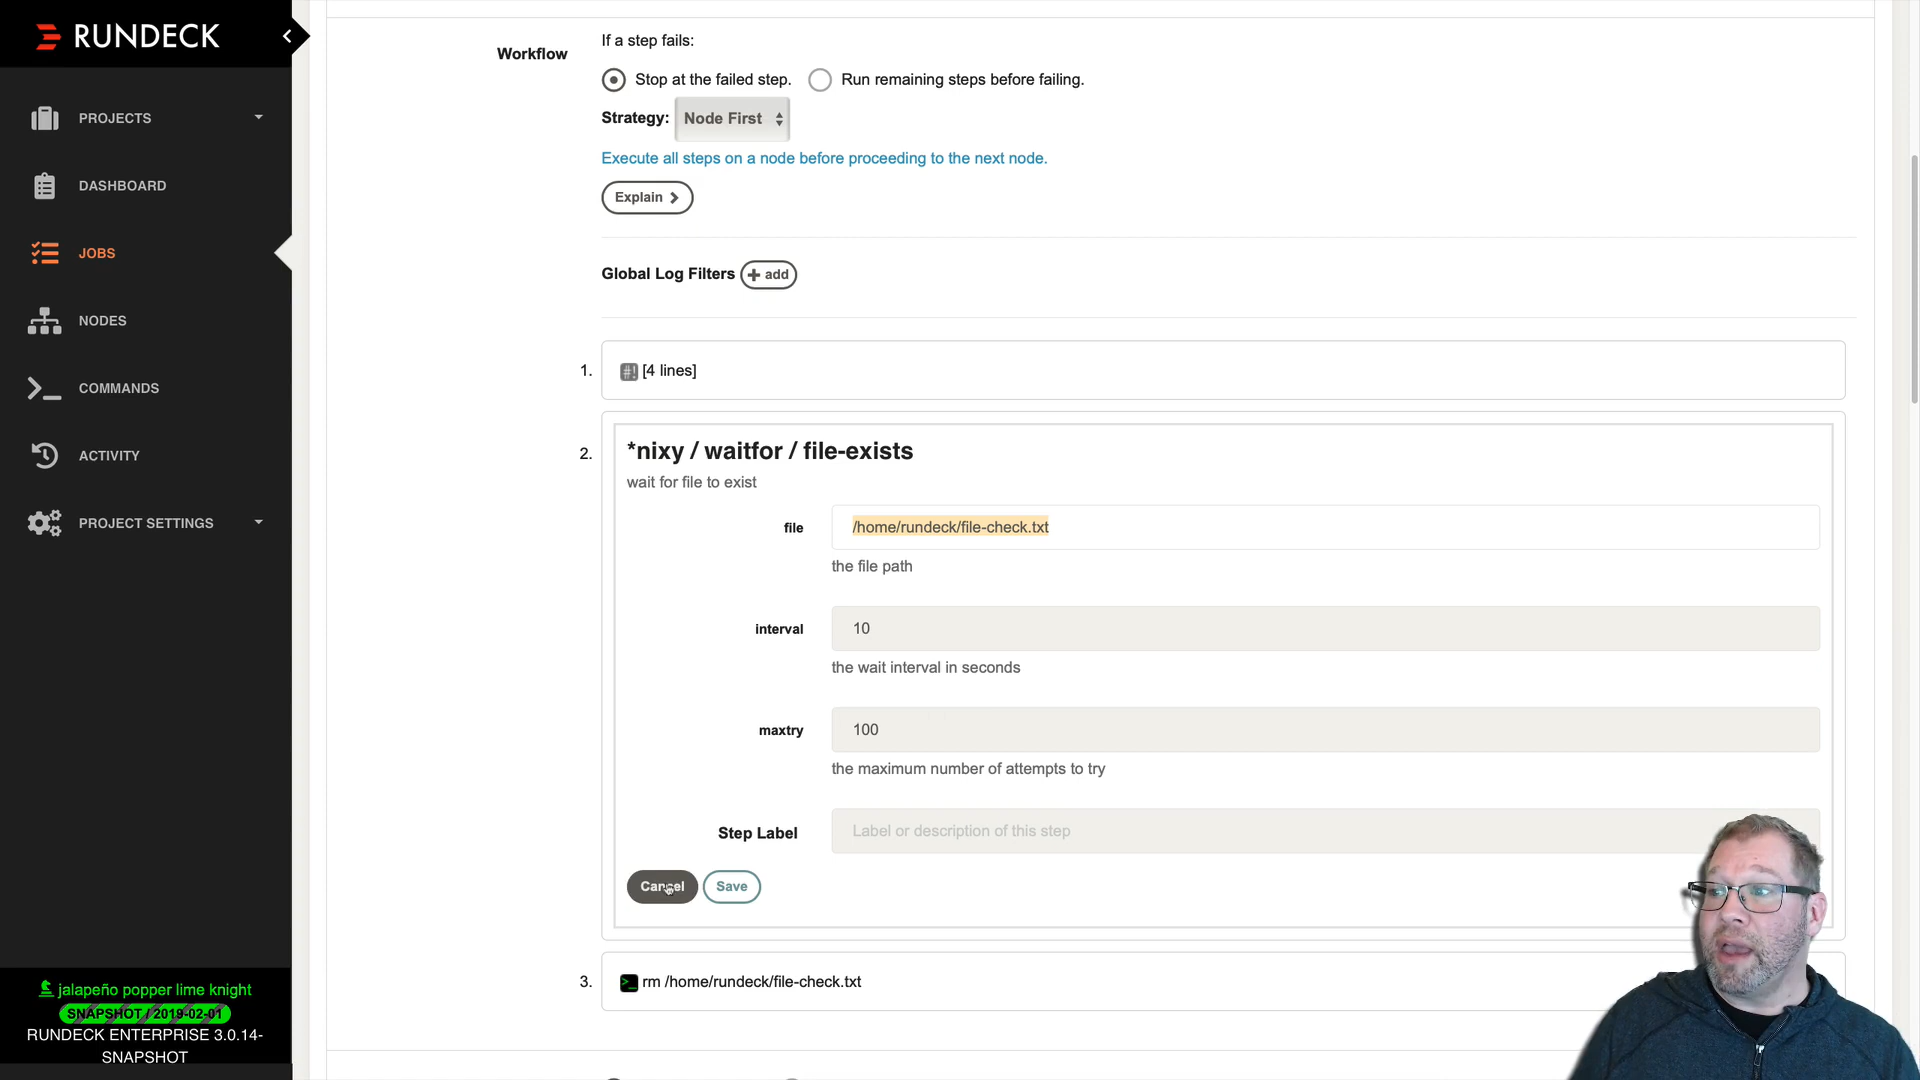 RUNDECK
PROJECTS
DASHBOARD
JOBS
NODES
COMMANDS
ACTIVITY
PROJECT SETTINGS
jalapeño popper lime knight
SNAPSHOT / 2019-02-01
RUNDECK ENTERPRISE 3.0.14-
SNAPSHOT
Workflow
If a step fails:
Stop at the failed step. Run remaining steps before failing.
Strategy: Node First
Execute all steps on a node before proceeding to the next node.
Explain
Global Log Filters + add
1. #! [4 lines]
2. *nixy / waitfor / file-exists
wait for file to exist
file /home/rundeck/file-check.txt
the file path
interval 10
the wait interval in seconds
maxtry 100
the maximum number of attempts to try
Step Label Label or description of this step
Cancel Save
3. >_ rm /home/rundeck/file-check.txt